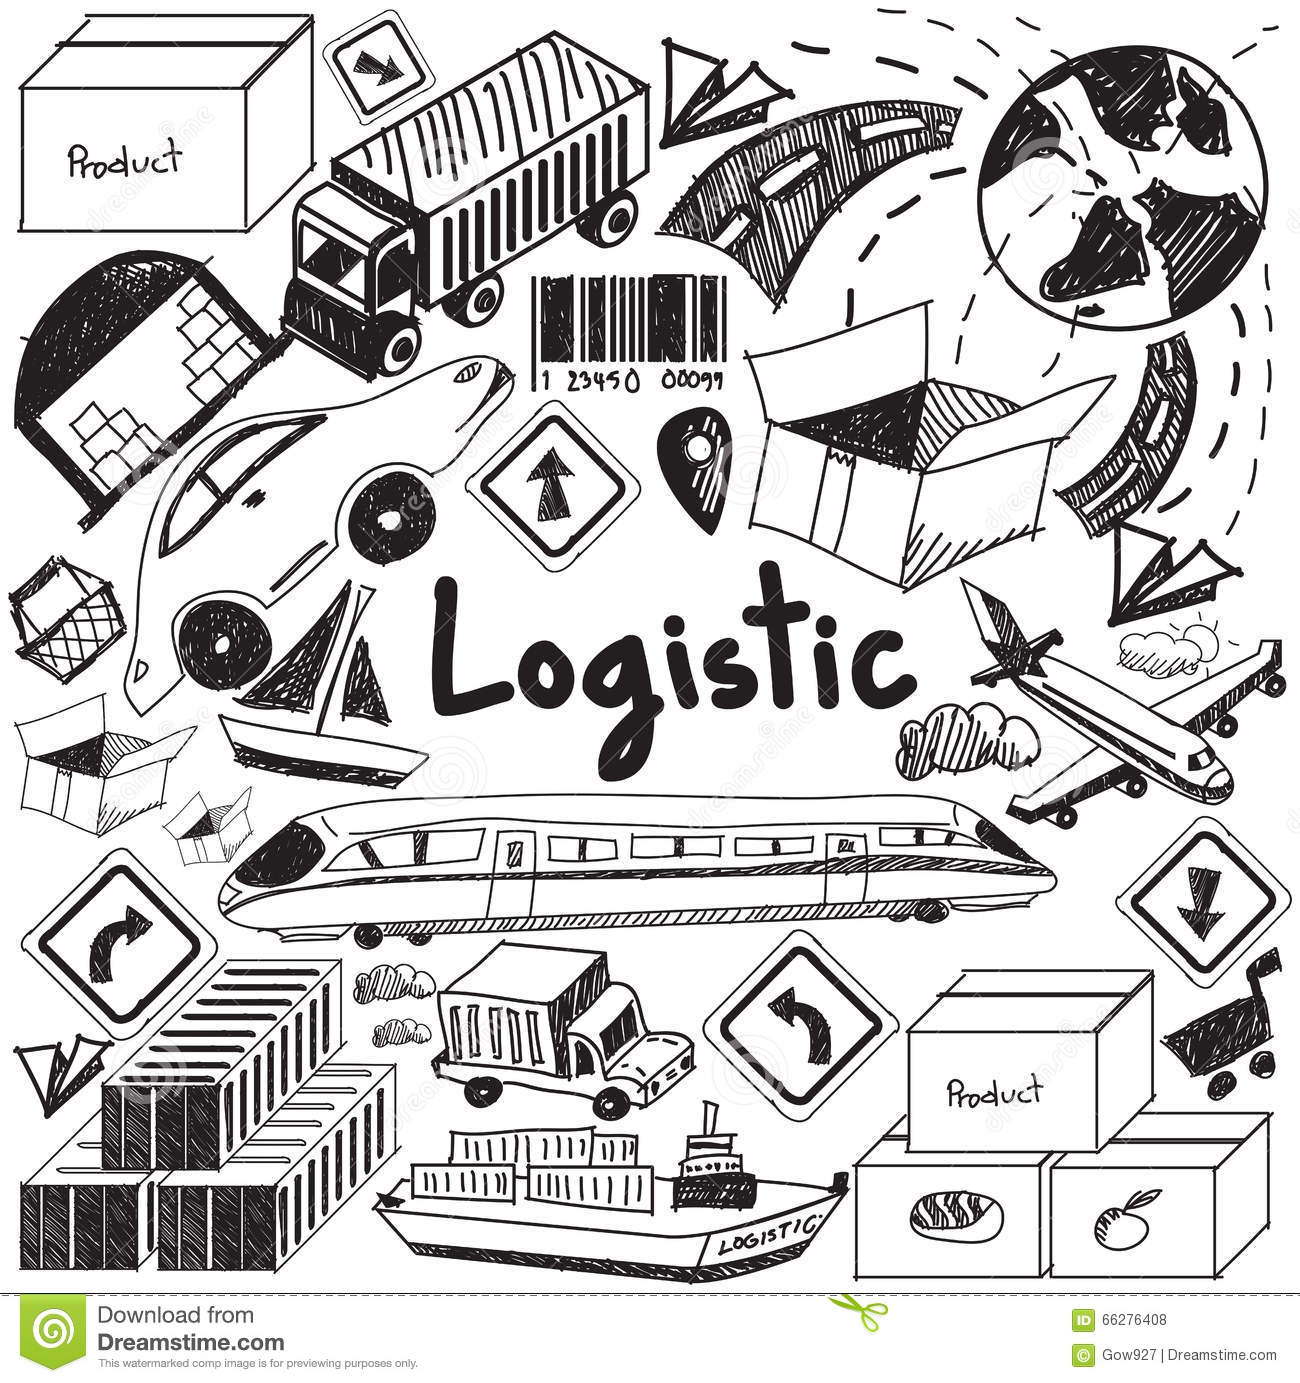 Product
1 23450 00099
Logistic
Product
LOGISTIC
Download from
Dreamstime.com
This watermarked comp image is for previewing purposes only.
ID 66276408
© Gow927 | Dreamstime.com